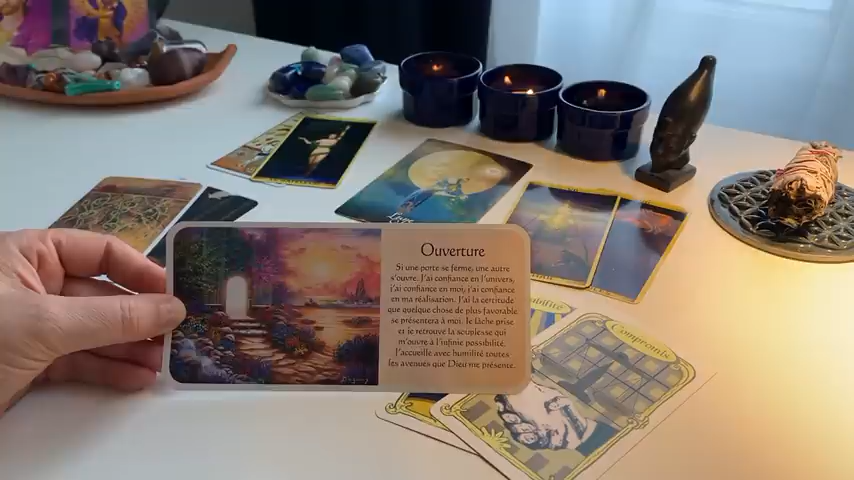 Ouverture
Si une porte se ferme, une autre
s'ouvre. J'ai confiance en l'univers,
j'ai confiance en moi, j'ai confiance
en ma réalisation. J'ai la certitude
que quelque chose de plus favorable
se présentera à moi. Je lâche prise
et je retrouve la souplesse qui
m'ouvre à l'infinie possibilité.
J'accueille avec humilité toutes
les avenues que Dieu me présente.
Compromis